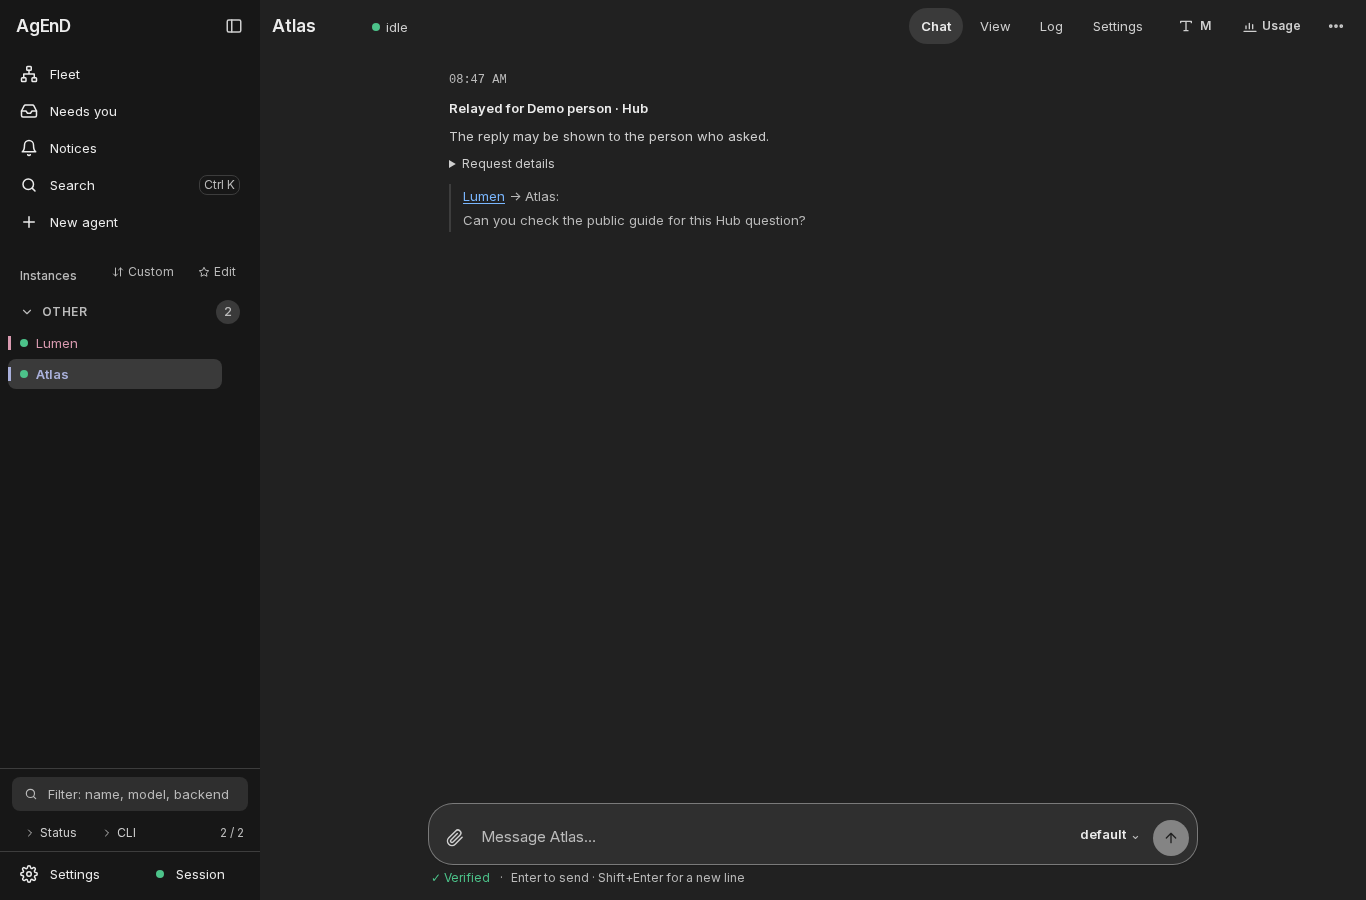 AgEnD
Fleet
Needs you
Notices
Search Ctrl K
New agent
Instances Custom Edit
OTHER 2
Lumen
Atlas
Filter: name, model, backend
Status CLI 2 / 2
Settings Session
Atlas idle Chat View Log Settings M Usage
08:47 AM
Relayed for Demo person · Hub
The reply may be shown to the person who asked.
Request details
Lumen → Atlas:
Can you check the public guide for this Hub question?
Message Atlas... default
✓ Verified · Enter to send · Shift+Enter for a new line